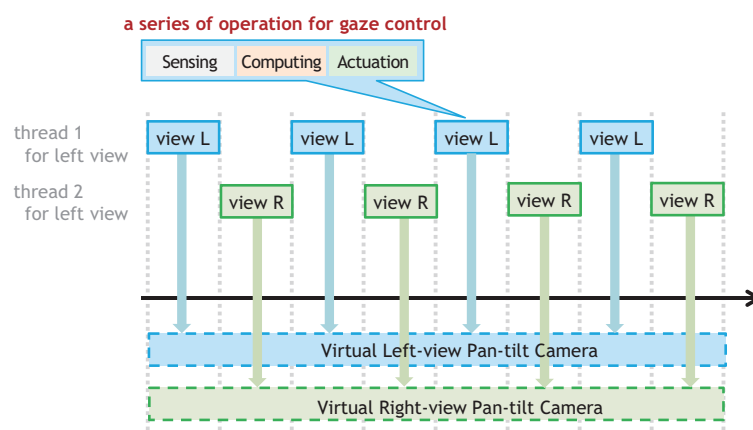 a series of operation for gaze control
Sensing Computing Actuation
thread 1
for left view
view L view L view L view L
thread 2
for left view
view R view R view R view R
Virtual Left-view Pan-tilt Camera
Virtual Right-view Pan-tilt Camera